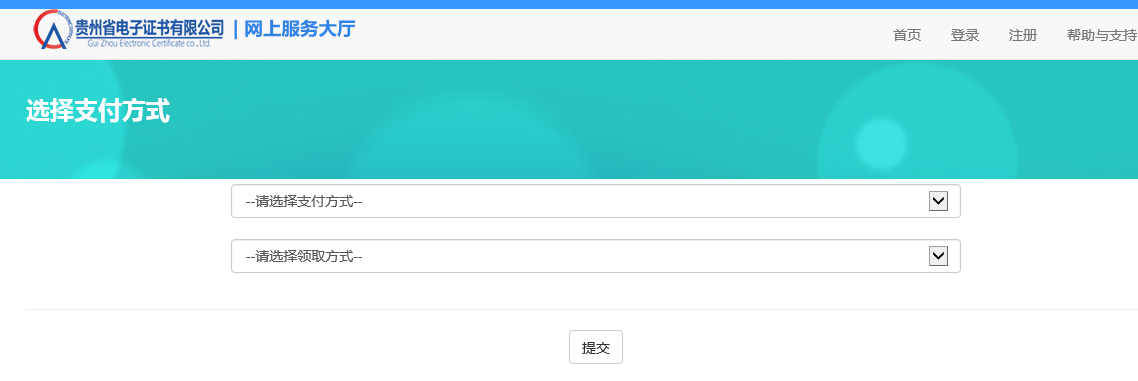 贵州省电子证书有限公司 | 网上服务大厅
Gui Zhou Electronic Certificate co.,Ltd.
首页 登录 注册 帮助与支持
选择支付方式
--请选择支付方式--
--请选择领取方式--
提交